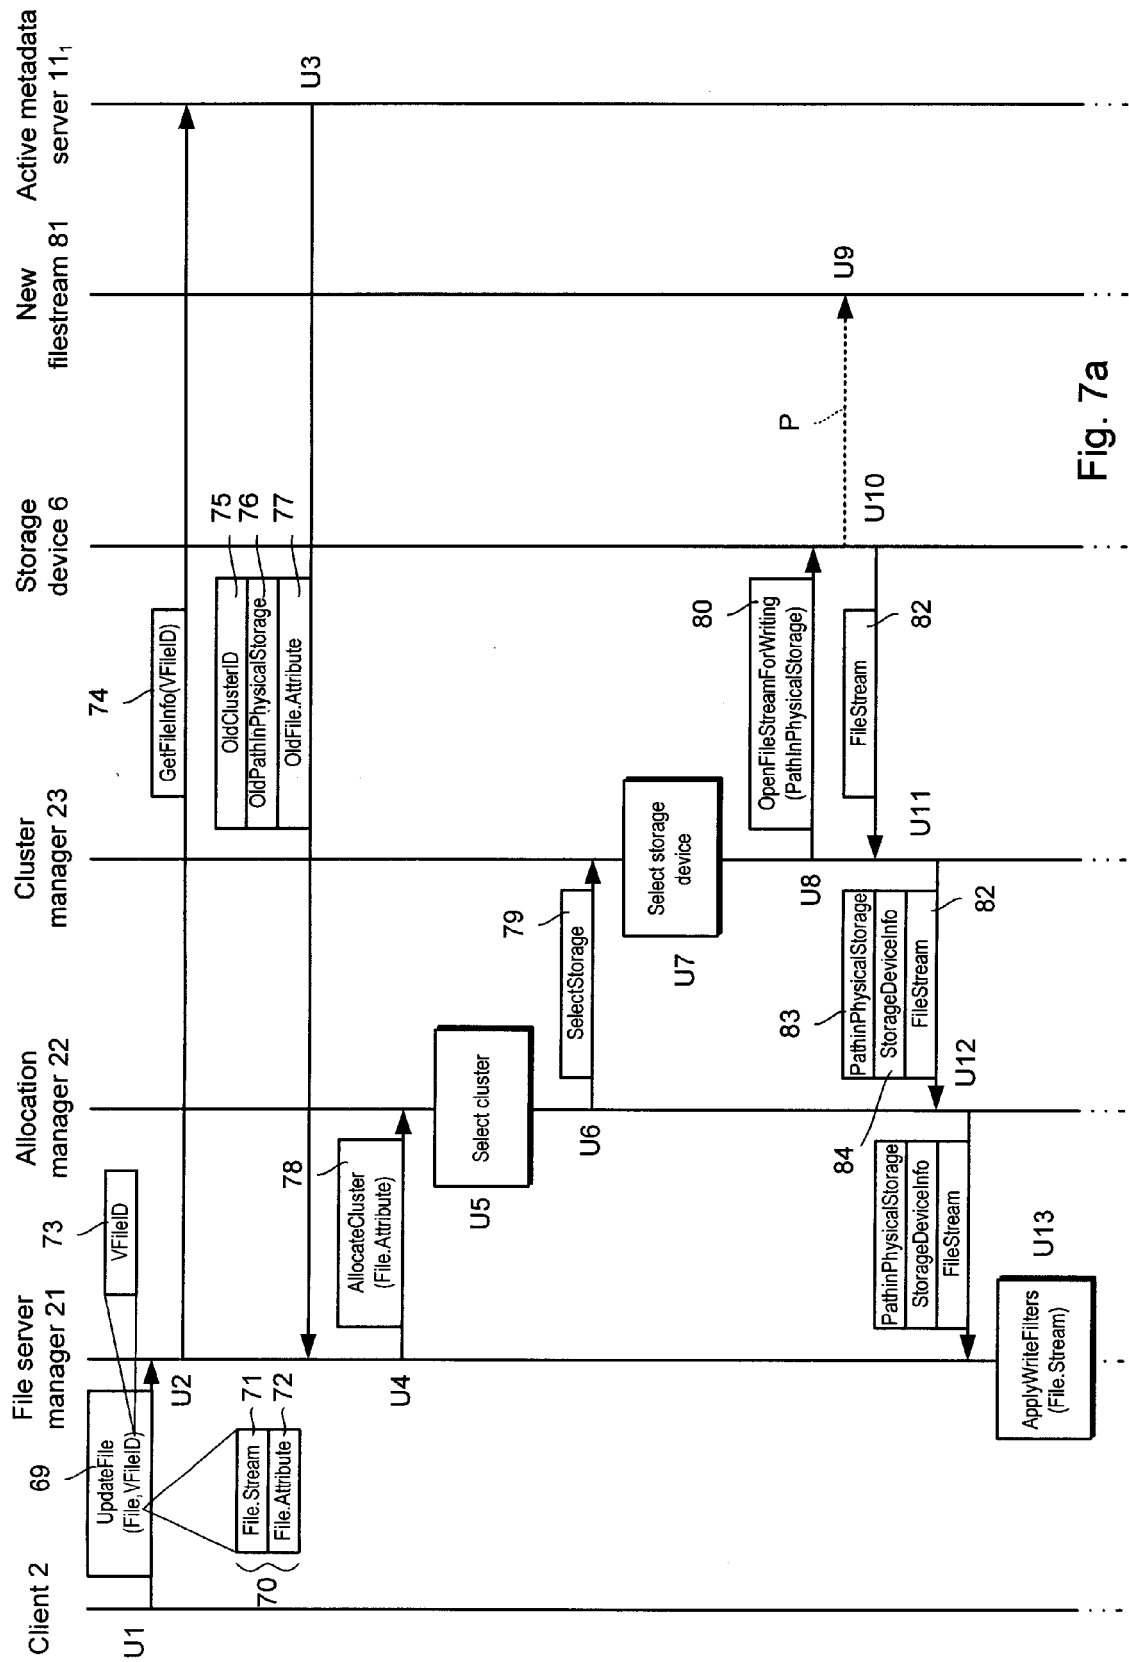 Client 2
File server
manager 21
Allocation
manager 22
Cluster
manager 23
Storage
device 6
New
filestream 81
Active metadata
server 11₁
U1
69
UpdateFile
(File,VFileID)
73
VFileID
70
File.Stream
71
File.Attribute
72
U2
74
GetFileInfo(VFileID)
U3
OldClusterID
75
OldPathInPhysicalStorage
76
OldFile.Attribute
77
U4
78
AllocateCluster
(File.Attribute)
U5
Select cluster
U6
79
SelectStorage
U7
Select storage
device
U8
80
OpenFileStreamForWriting
(PathInPhysicalStorage)
P
U9
U10
FileStream
82
U11
83
PathinPhysicalStorage
StorageDeviceInfo
FileStream
82
84
U12
PathinPhysicalStorage
StorageDeviceInfo
FileStream
U13
ApplyWriteFilters
(File.Stream)
Fig. 7a